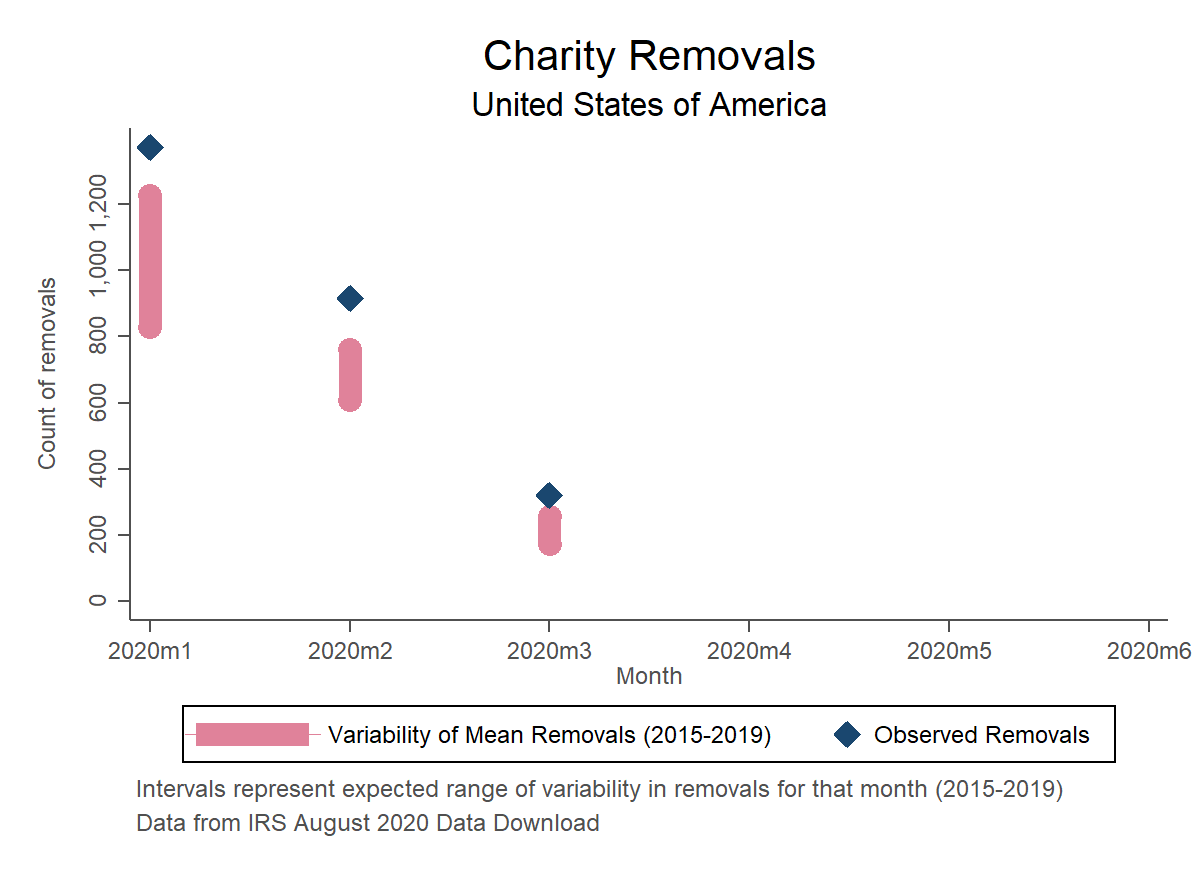 Charity Removals
United States of America
Count of removals
1,200
1,000
800
600
400
200
0
2020m1 2020m2 2020m3 2020m4 2020m5 2020m6
Month
Variability of Mean Removals (2015-2019) Observed Removals
Intervals represent expected range of variability in removals for that month (2015-2019)
Data from IRS August 2020 Data Download